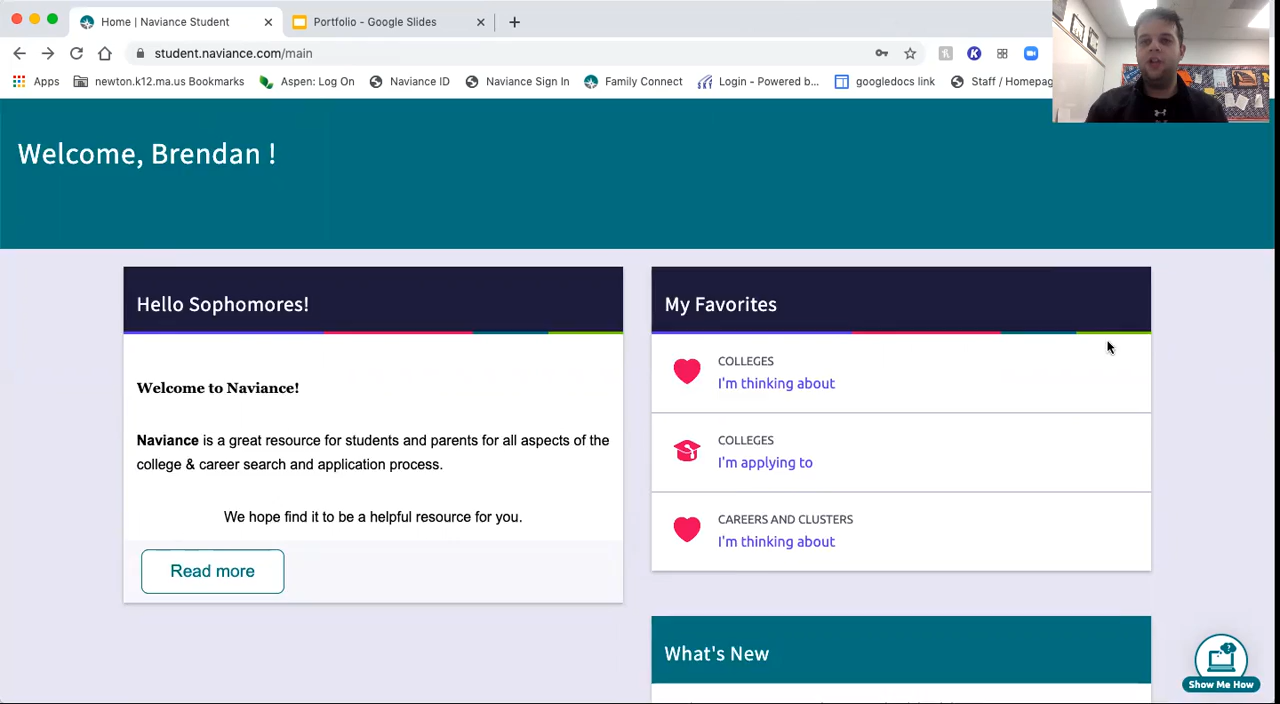 Home | Naviance Student
Portfolio - Google Slides
student.naviance.com/main
Apps
newton.k12.ma.us Bookmarks
Aspen: Log On
Naviance ID
Naviance Sign In
Family Connect
Login - Powered b...
googledocs link
Staff / Homepag
Welcome, Brendan !
Hello Sophomores!
Welcome to Naviance!
Naviance is a great resource for students and parents for all aspects of the
college & career search and application process.
We hope find it to be a helpful resource for you.
Read more
My Favorites
COLLEGES
I'm thinking about
COLLEGES
I'm applying to
CAREERS AND CLUSTERS
I'm thinking about
What's New
Show Me How